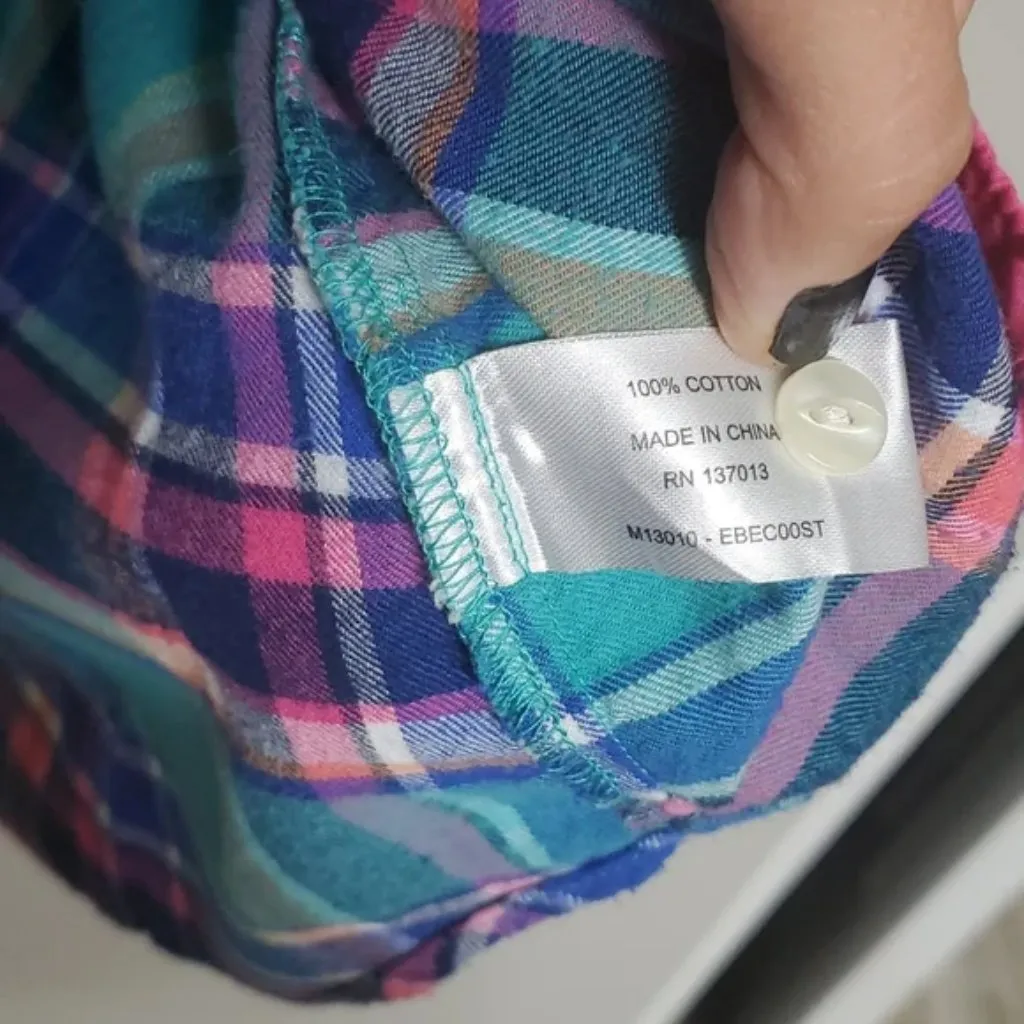 100% COTTON
MADE IN CHINA
RN 137013
M13010 - EBEC00ST